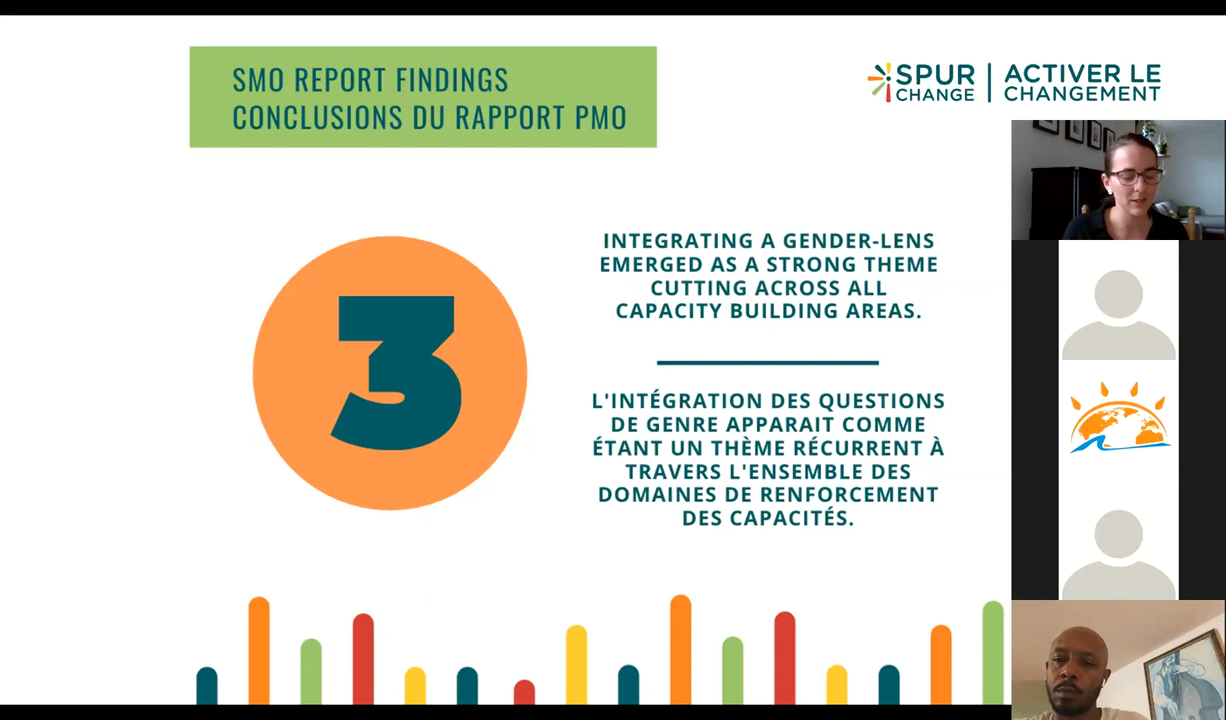 SMO REPORT FINDINGS
CONCLUSIONS DU RAPPORT PMO
SPUR CHANGE | ACTIVER LE CHANGEMENT
3
INTEGRATING A GENDER-LENS
EMERGED AS A STRONG THEME
CUTTING ACROSS ALL
CAPACITY BUILDING AREAS.
L'INTÉGRATION DES QUESTIONS
DE GENRE APPARAIT COMME
ÉTANT UN THÈME RÉCURRENT À
TRAVERS L'ENSEMBLE DES
DOMAINES DE RENFORCEMENT
DES CAPACITÉS.